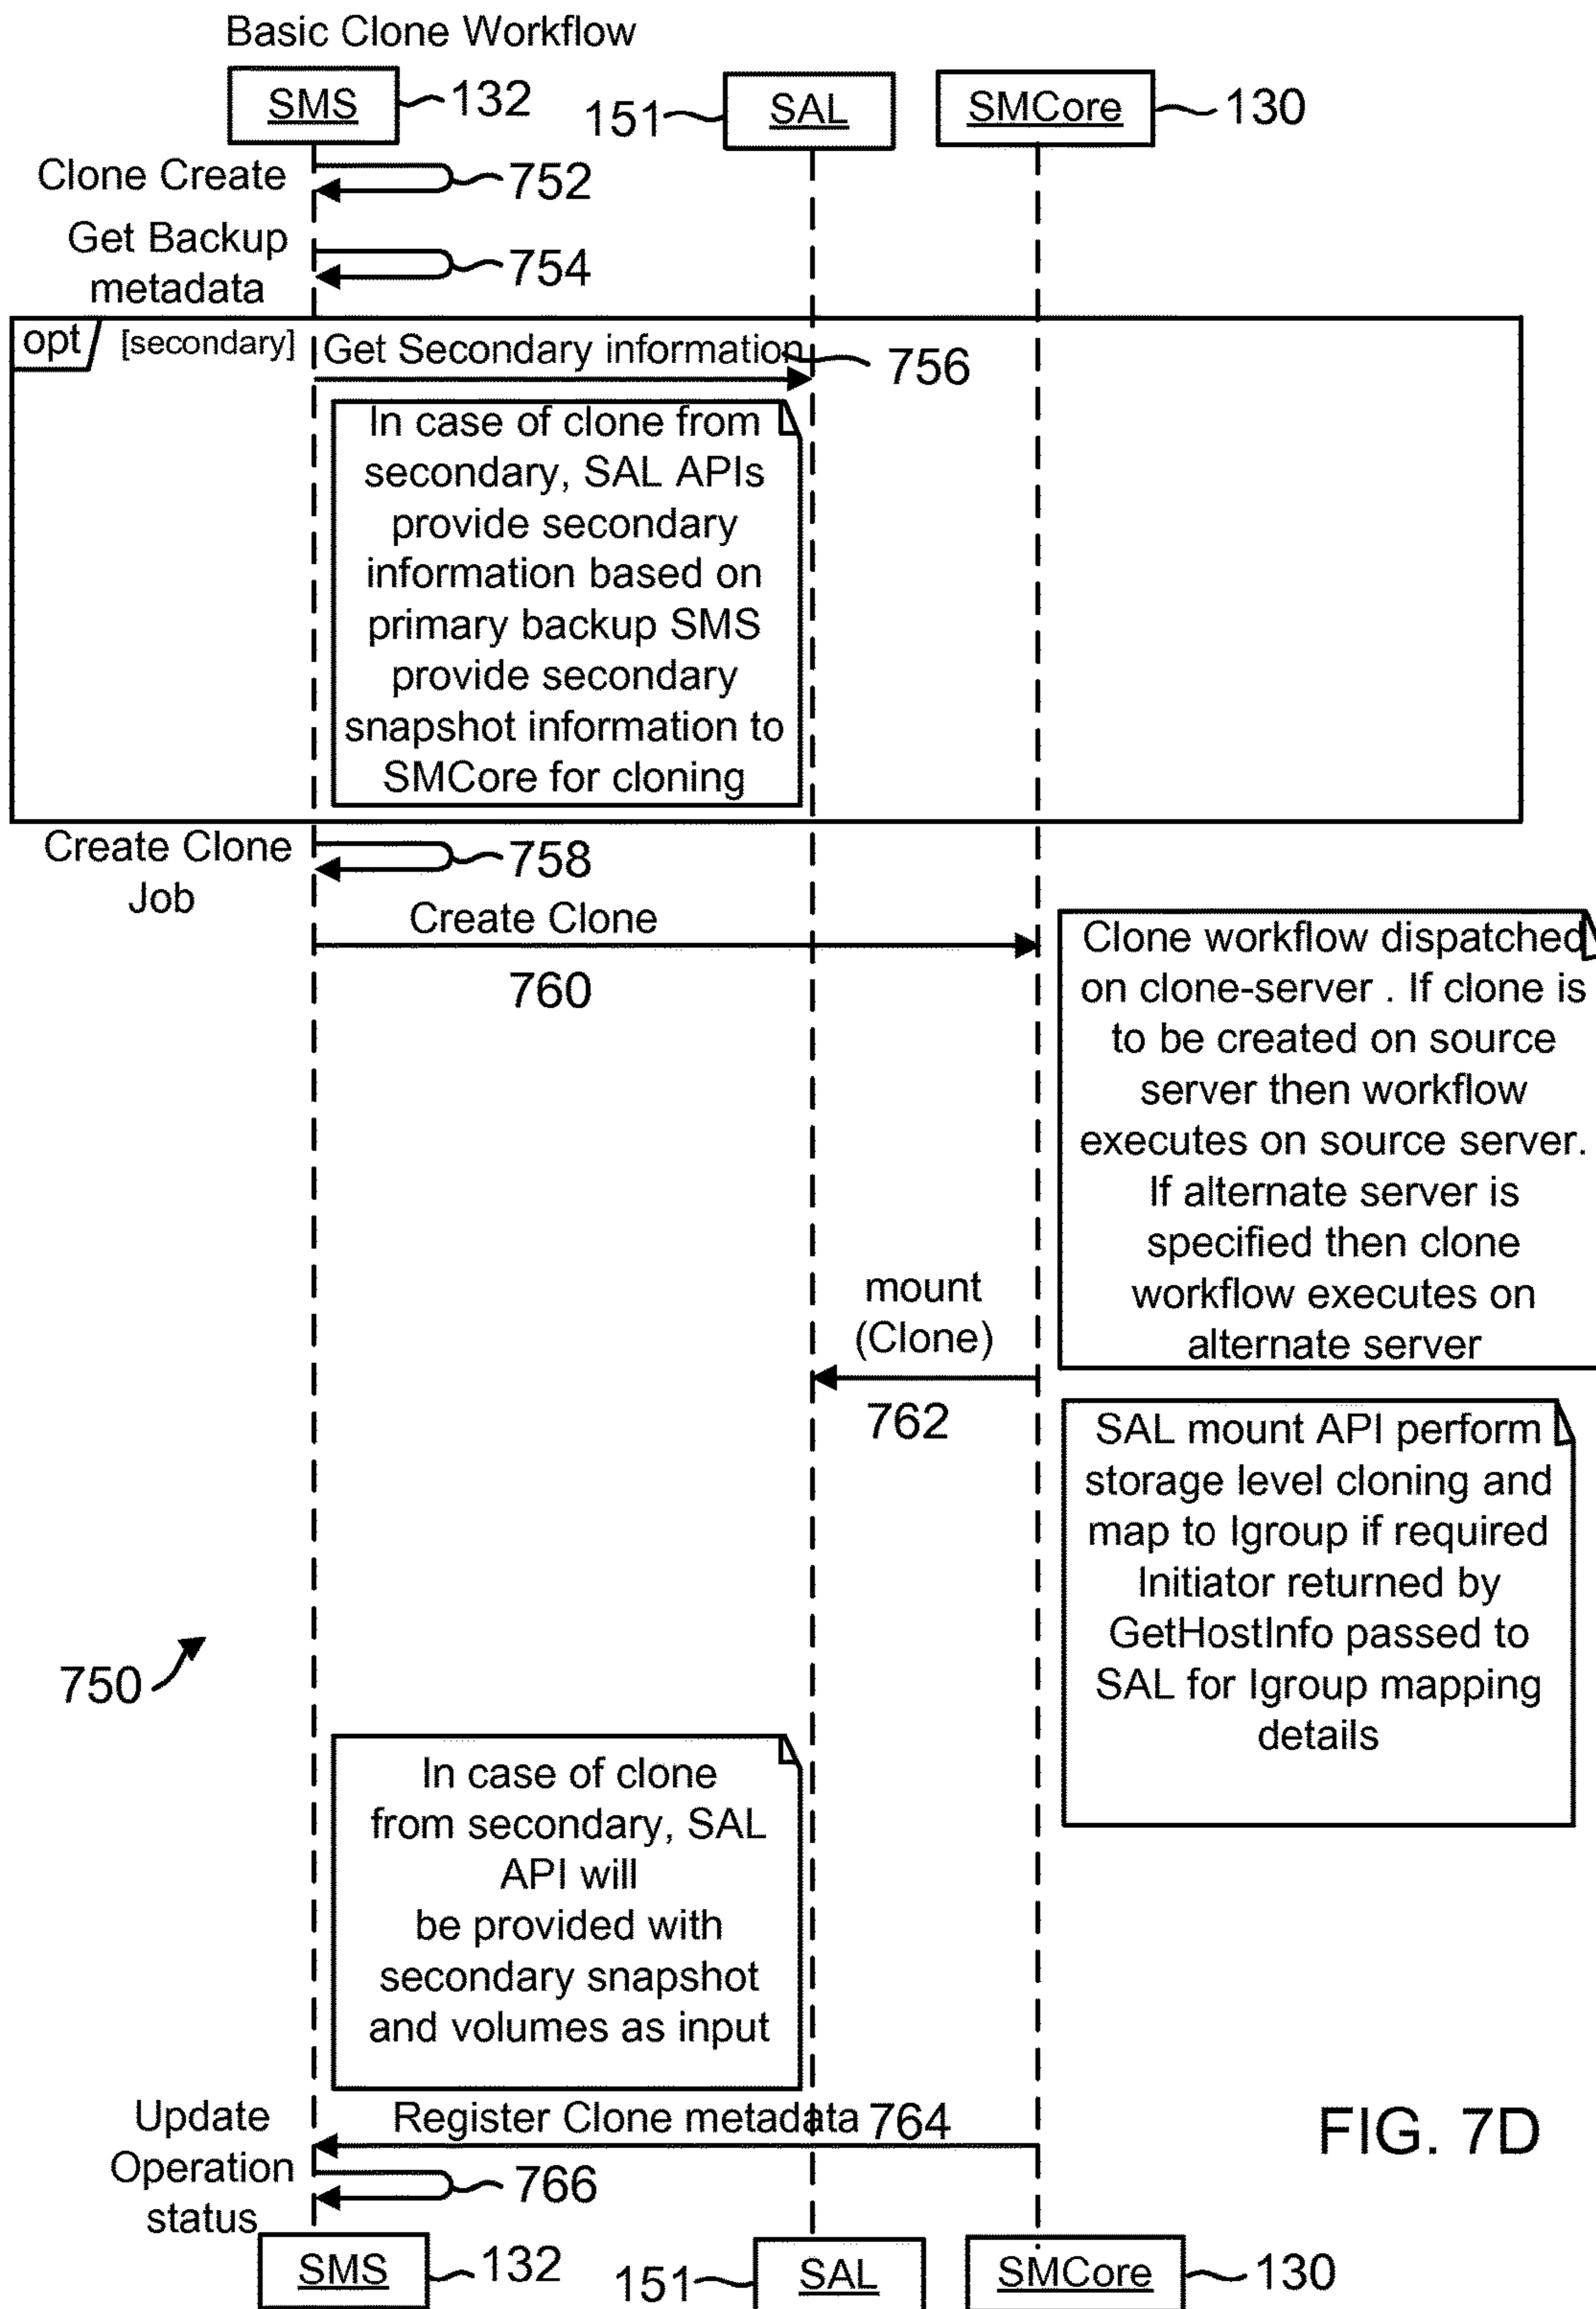 Basic Clone Workflow
SMS
132
151
SAL
SMCore
130
Clone Create
752
Get Backup
metadata
754
opt
[secondary]
Get Secondary information
756
In case of clone from
secondary, SAL APIs
provide secondary
information based on
primary backup SMS
provide secondary
snapshot information to
SMCore for cloning
Create Clone
Job
758
Create Clone
760
Clone workflow dispatched
on clone-server . If clone is
to be created on source
server then workflow
executes on source server.
If alternate server is
specified then clone
workflow executes on
alternate server
mount
(Clone)
762
SAL mount API perform
storage level cloning and
map to Igroup if required
Initiator returned by
GetHostInfo passed to
SAL for Igroup mapping
details
750
In case of clone
from secondary, SAL
API will
be provided with
secondary snapshot
and volumes as input
Register Clone metadata 764
Update
Operation
status
766
FIG. 7D
SMS
132
151
SAL
SMCore
130